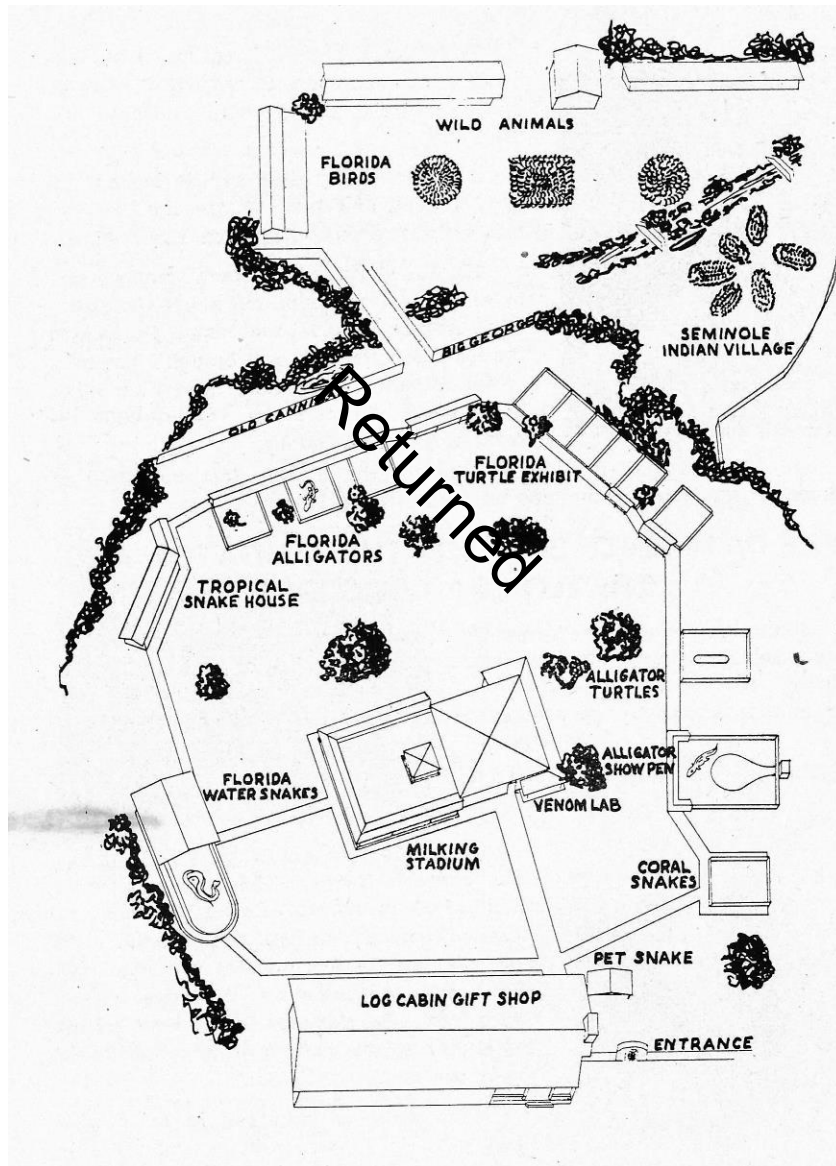 WILD ANIMALS
FLORIDA
BIRDS
SEMINOLE
INDIAN VILLAGE
BIG GEORGE
OLD CANNIBAL
Returned
FLORIDA
TURTLE EXHIBIT
FLORIDA
ALLIGATORS
TROPICAL
SNAKE HOUSE
ALLIGATOR
TURTLES
FLORIDA
WATER SNAKES
ALLIGATOR
SHOW PEN
VENOM LAB
MILKING
STADIUM
CORAL
SNAKES
PET SNAKE
LOG CABIN GIFT SHOP
ENTRANCE